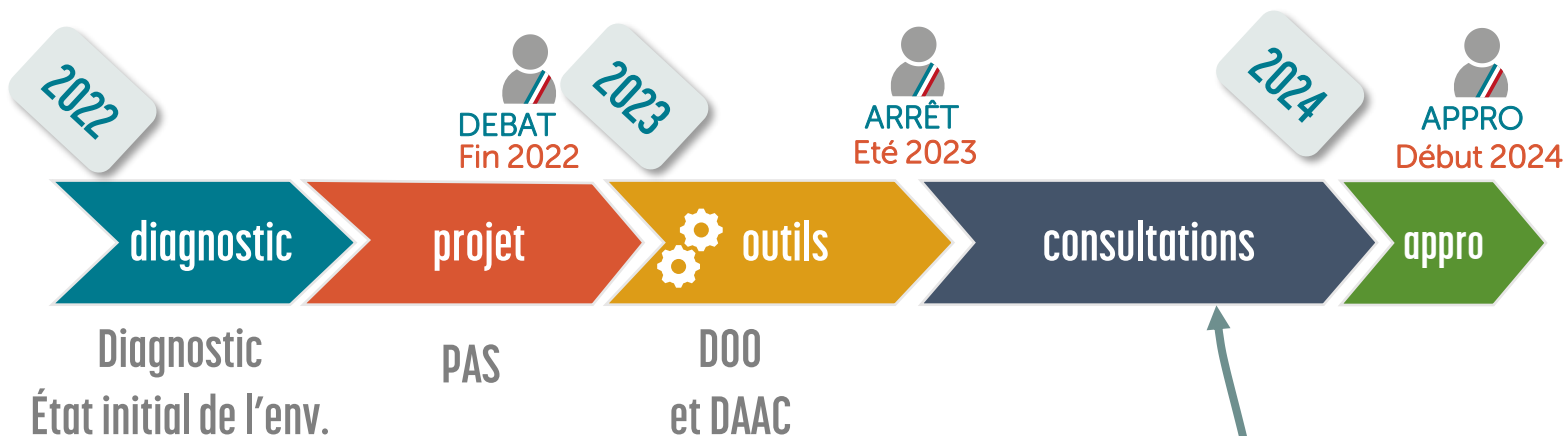 2022
DEBAT
Fin 2022
2023
ARRÊT
Eté 2023
2024
APPRO
Début 2024
diagnostic
projet
outils
consultations
appro
Diagnostic
État initial de l'env.
PAS
DOO
et DAAC